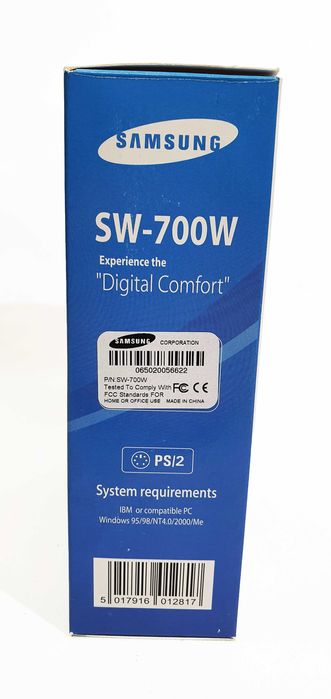 SAMSUNG
SW-700W
Experience the
"Digital Comfort"
SAMSUNG CORPORATION
065020056622
P/N:SW-700W
Tested To Comply With FC CE
FCC Standards FOR
HOME OR OFFICE USE MADE IN CHINA
PS/2
System requirements
IBM or compatible PC
Windows 95/98/NT4.0/2000/Me
5 017916 012817